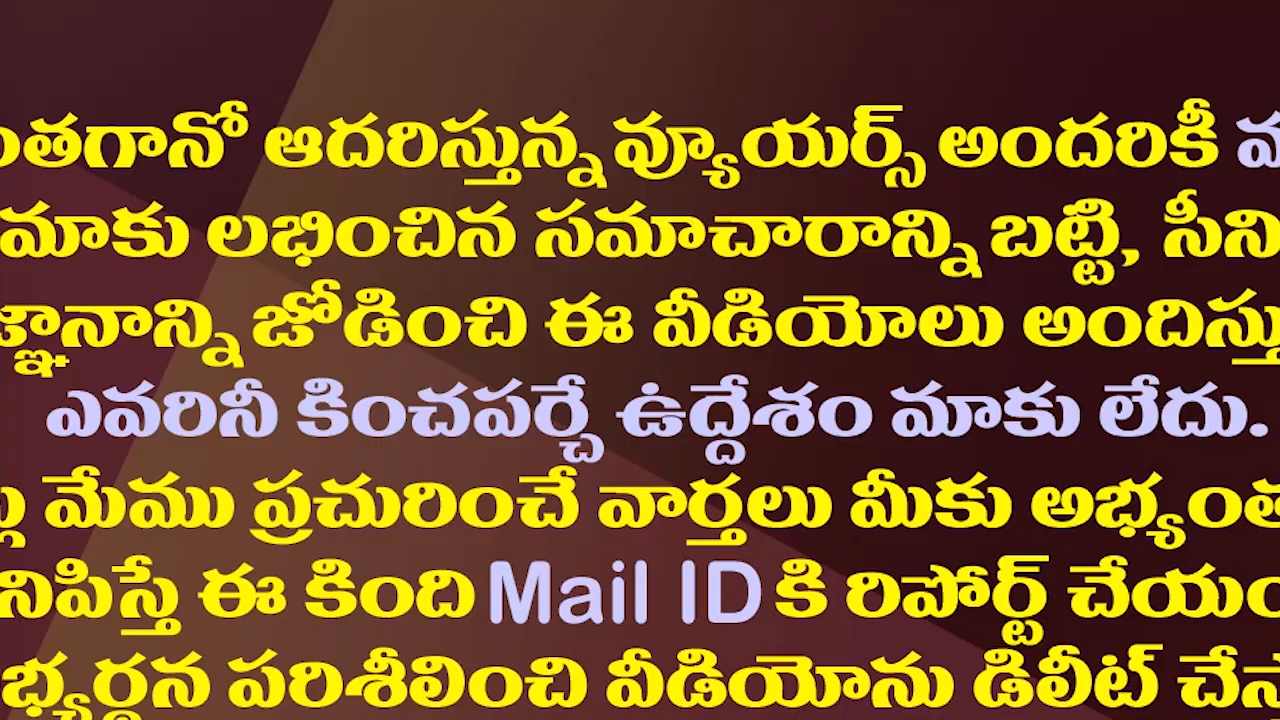 ంతగానో ఆదరిస్తున్న వ్యూయర్స్ అందరికీ
మాకు లభించిన సమాచారాన్ని బట్టి, సీని
జ్ఞానాన్ని జోడించి ఈ వీడియోలు అందిస్తు
ఎవరినీ కించపర్చే ఉద్దేశం మాకు లేదు.
మేము ప్రచురించే వార్తలు మీకు అభ్యంత
నిపిస్తే ఈ కింది Mail ID కి రిపోర్ట్ చేయం
భ్యర్థన పరిశీలించి వీడియోను డిలీట్ చేస